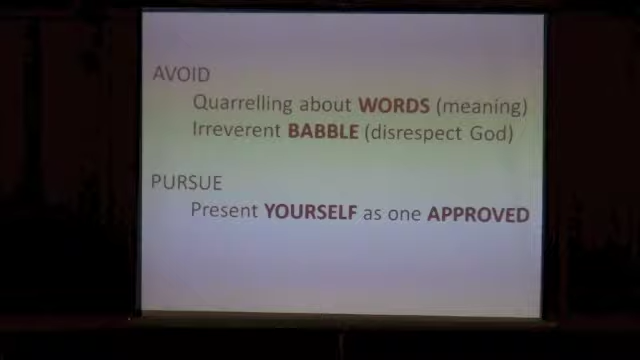 AVOID
Quarrelling about WORDS (meaning)
Irreverent BABBLE (disrespect God)
PURSUE
Present YOURSELF as one APPROVED